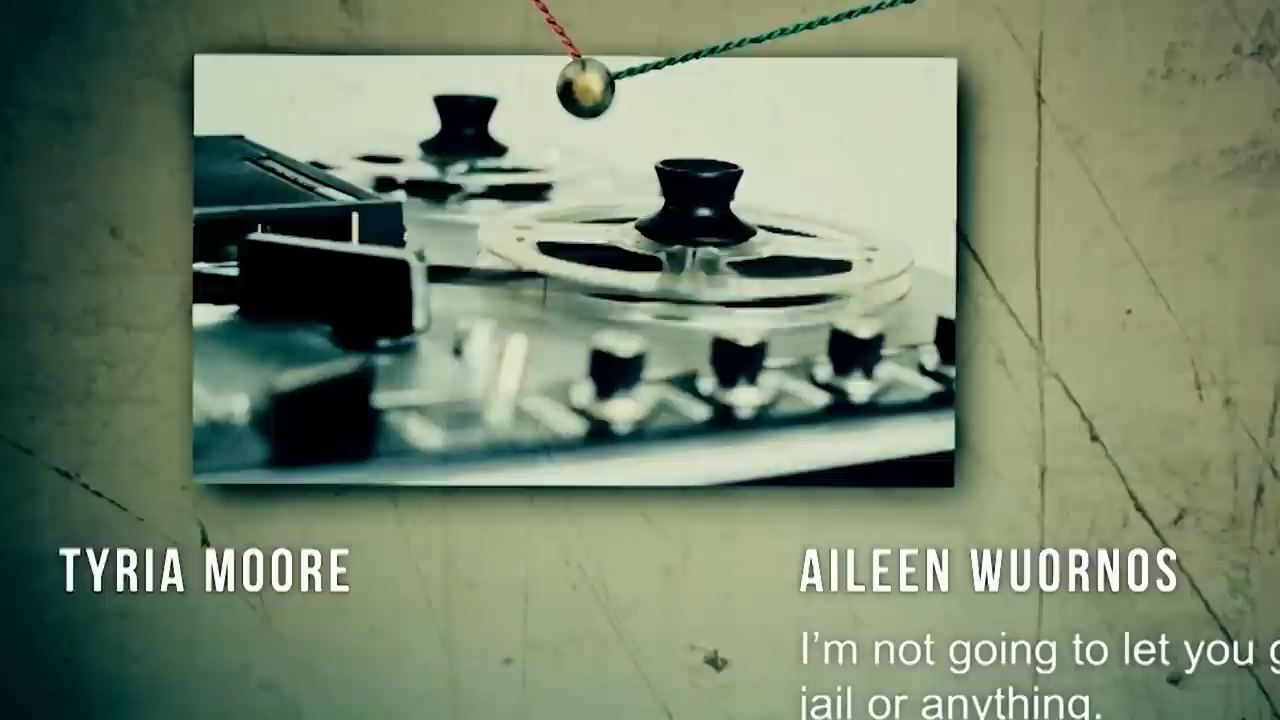 TYRIA MOORE
AILEEN WUORNOS
I'm not going to let you
jail or anything.